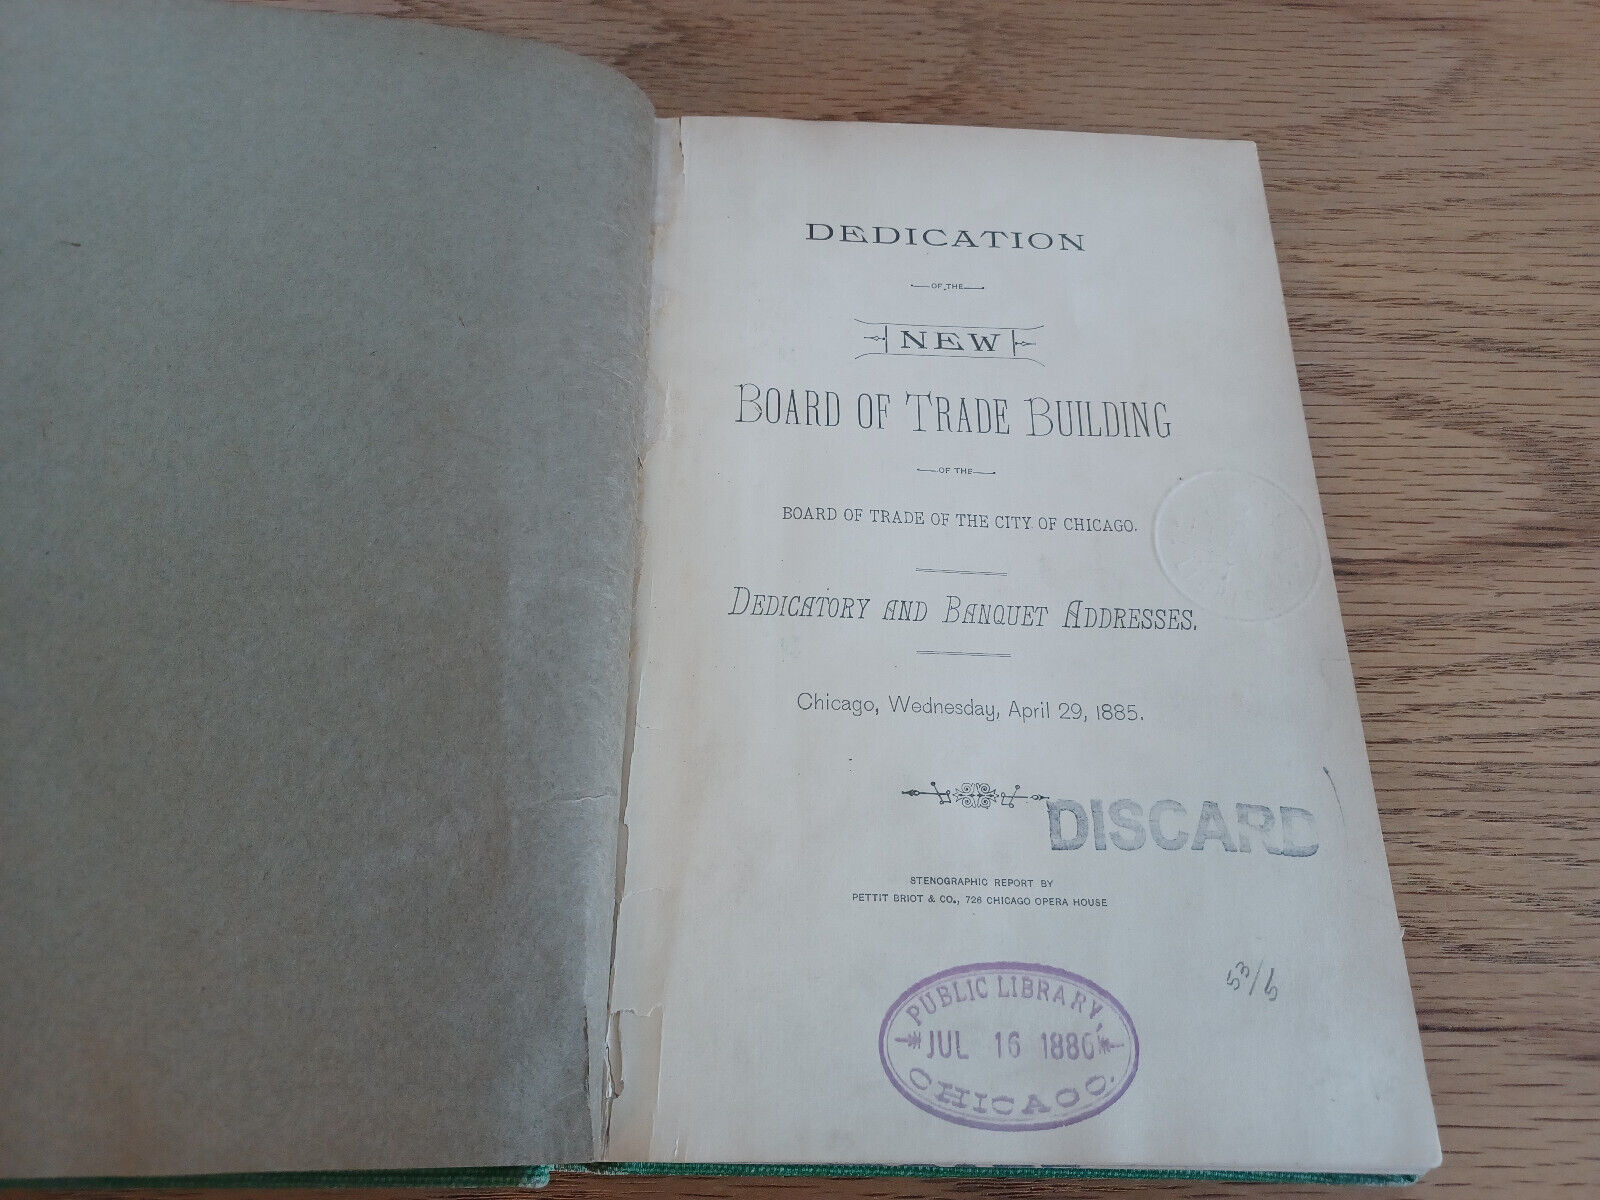 DEDICATION
OF THE
NEW
BOARD OF TRADE BUILDING
OF THE
BOARD OF TRADE OF THE CITY OF CHICAGO.
DEDICATORY AND BANQUET ADDRESSES.
Chicago, Wednesday, April 29, 1885.
DISCARD
STENOGRAPHIC REPORT BY
PETTIT BRIOT & CO., 726 CHICAGO OPERA HOUSE
53/5
PUBLIC LIBRARY,
JUL 16 1886
CHICAGO.